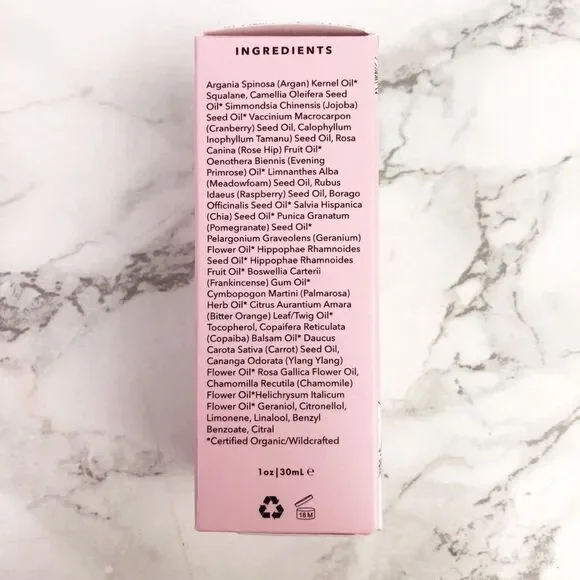 INGREDIENTS
Argania Spinosa (Argan) Kernel Oil*
Squalane, Camellia Oleifera Seed
Oil* Simmondsia Chinensis (Jojoba)
Seed Oil* Vaccinium Macrocarpon
(Cranberry) Seed Oil, Calophyllum
Inophyllum Tamanu) Seed Oil, Rosa
Canina (Rose Hip) Fruit Oil*
Oenothera Biennis (Evening
Primrose) Oil* Limnanthes Alba
(Meadowfoam) Seed Oil, Rubus
Idaeus (Raspberry) Seed Oil, Borago
Officinalis Seed Oil* Salvia Hispanica
(Chia) Seed Oil* Punica Granatum
(Pomegranate) Seed Oil*
Pelargonium Graveolens (Geranium)
Flower Oil* Hippophae Rhamnoides
Seed Oil* Hippophae Rhamnoides
Fruit Oil* Boswellia Carterii
(Frankincense) Gum Oil*
Cymbopogon Martini (Palmarosa)
Herb Oil* Citrus Aurantium Amara
(Bitter Orange) Leaf/Twig Oil*
Tocopherol, Copaifera Reticulata
(Copaiba) Balsam Oil* Daucus
Carota Sativa (Carrot) Seed Oil,
Cananga Odorata (Ylang Ylang)
Flower Oil* Rosa Gallica Flower Oil,
Chamomilla Recutila (Chamomile)
Flower Oil*Helichrysum Italicum
Flower Oil* Geraniol, Citronellol,
Limonene, Linalool, Benzyl
Benzoate, Citral
*Certified Organic/Wildcrafted
1oz|30mL ℮
18M